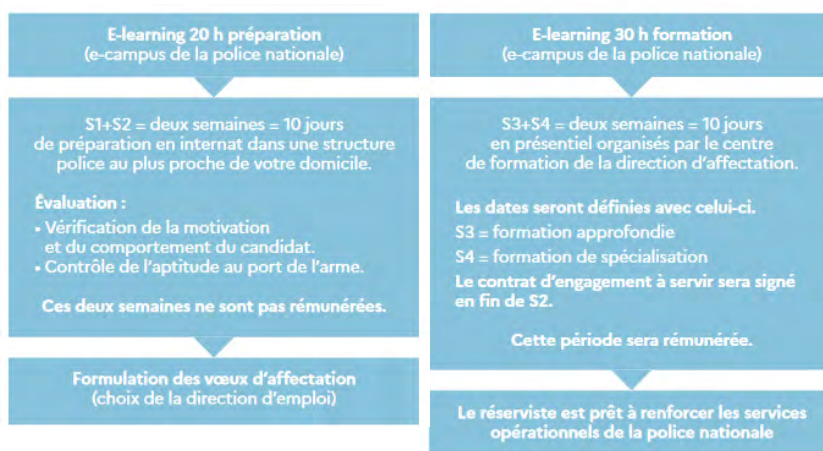 E-learning 20 h préparation
(e-campus de la police nationale)
S1+S2 = deux semaines = 10 jours
de préparation en internat dans une structure
police au plus proche de votre domicile.
Évaluation :
• Vérification de la motivation
et du comportement du candidat.
• Contrôle de l'aptitude au port de l'arme.
Ces deux semaines ne sont pas rémunérées.
Formulation des vœux d'affectation
(choix de la direction d'emploi)
E-learning 30 h formation
(e-campus de la police nationale)
S3+S4 = deux semaines = 10 jours
en présentiel organisés par le centre
de formation de la direction d'affectation.
Les dates seront définies avec celui-ci.
S3 = formation approfondie
S4 = formation de spécialisation
Le contrat d'engagement à servir sera signé
en fin de S2.
Cette période sera rémunérée.
Le réserviste est prêt à renforcer les services
opérationnels de la police nationale